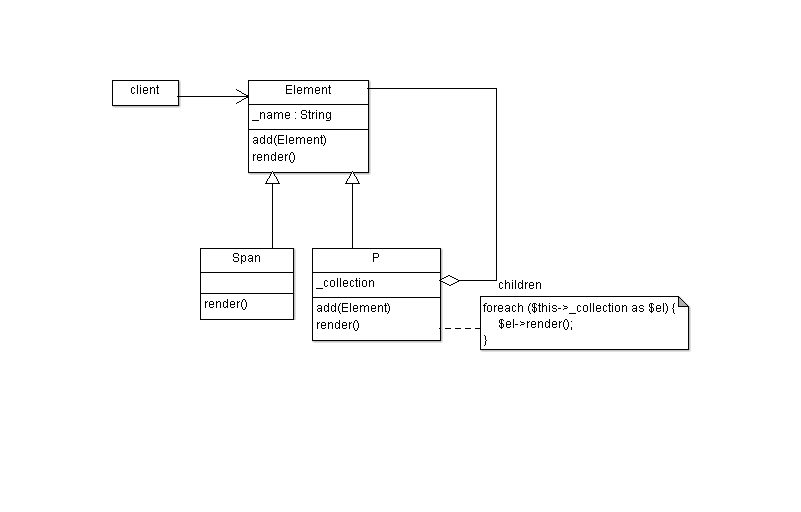 client
Element
_name : String
add(Element)
render()
Span
render()
P
_collection
add(Element)
render()
children
foreach ($this->_collection as $el) {
$el->render();
}